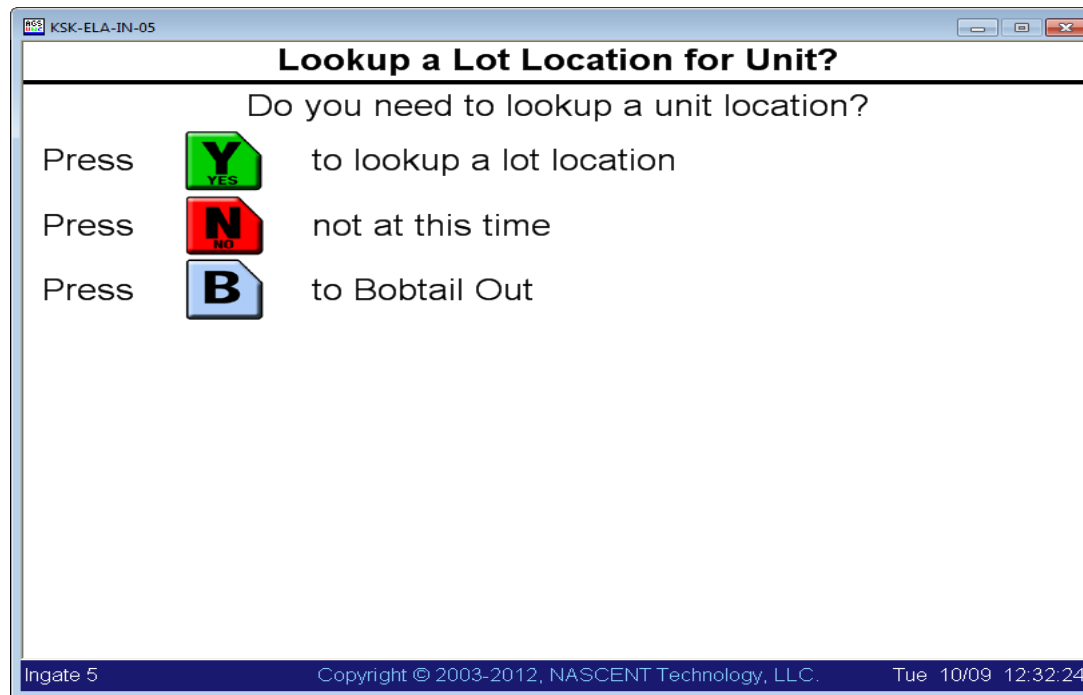 KSK-ELA-IN-05
Lookup a Lot Location for Unit?
Do you need to lookup a unit location?
Press Y YES to lookup a lot location
Press N NO not at this time
Press B to Bobtail Out
Ingate 5 Copyright © 2003-2012, NASCENT Technology, LLC. Tue 10/09 12:32:24